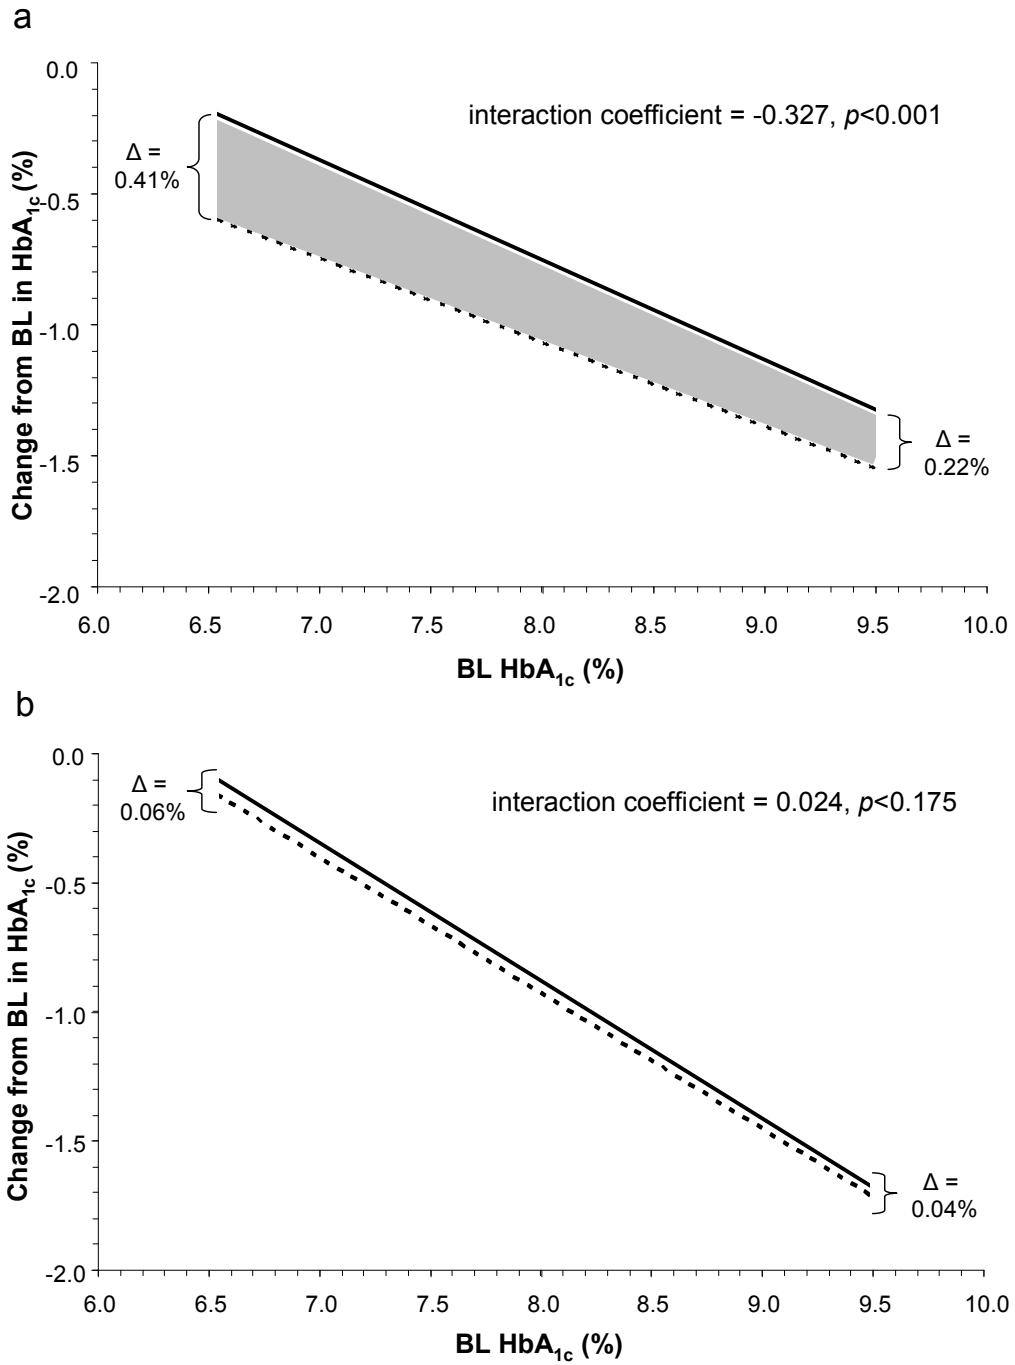 a
0.0
-0.5
-1.0
-1.5
-2.0
Change from BL in HbA1c (%)
interaction coefficient = -0.327, p<0.001
Δ =
0.41%
Δ =
0.22%
6.0 6.5 7.0 7.5 8.0 8.5 9.0 9.5 10.0
BL HbA1c (%)
b
0.0
-0.5
-1.0
-1.5
-2.0
Change from BL in HbA1c (%)
interaction coefficient = 0.024, p<0.175
Δ =
0.06%
Δ =
0.04%
6.0 6.5 7.0 7.5 8.0 8.5 9.0 9.5 10.0
BL HbA1c (%)